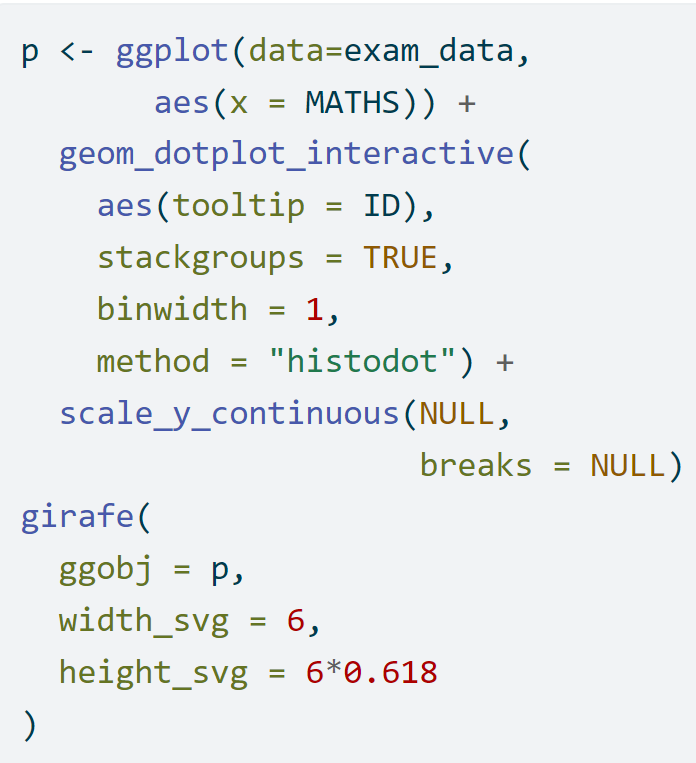 p <- ggplot(data=exam_data,
       aes(x = MATHS)) +
  geom_dotplot_interactive(
    aes(tooltip = ID),
    stackgroups = TRUE,
    binwidth = 1,
    method = "histodot") +
  scale_y_continuous(NULL,
                     breaks = NULL)
girafe(
  ggobj = p,
  width_svg = 6,
  height_svg = 6*0.618
)